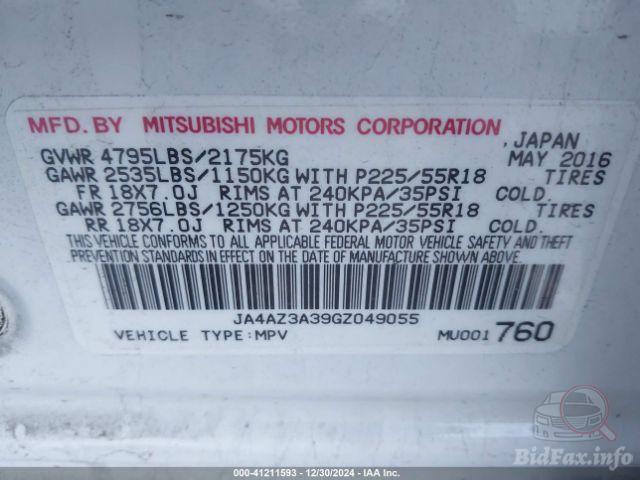 MFD. BY MITSUBISHI MOTORS CORPORATION
, JAPAN
GVWR 4795LBS/2175KG MAY 2016
GAWR 2535LBS/1150KG WITH P225/55R18 TIRES
FR 18X7.0J RIMS AT 240KPA/35PSI COLD.
GAWR 2756LBS/1250KG WITH P225/55R18 TIRES
RR 18X7.0J RIMS AT 240KPA/35PSI COLD.
THIS VEHICLE CONFORMS TO ALL APPLICABLE FEDERAL MOTOR VEHICLE SAFETY AND THEFT
PREVENTION STANDARDS IN EFFECT ON THE DATE OF MANUFACTURE SHOWN ABOVE.
JA4AZ3A39GZ049055
VEHICLE TYPE:MPV MU001 760
BidFax.info
000-41211593 - 12/30/2024 - IAA Inc.